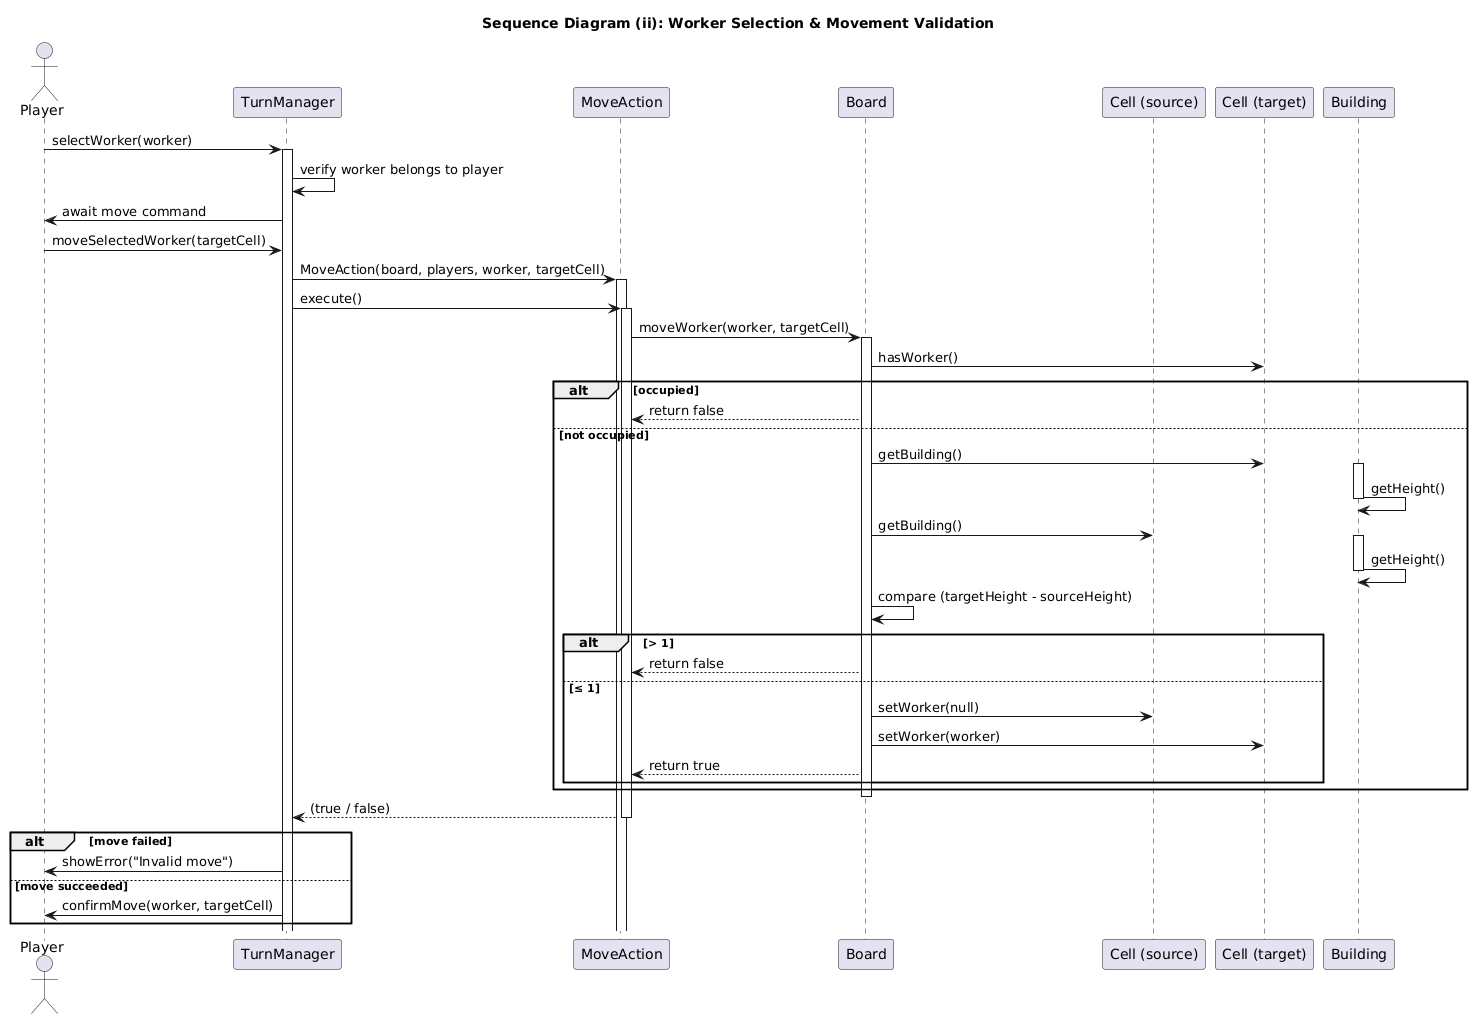 Sequence Diagram (ii): Worker Selection & Movement Validation
Player
TurnManager
MoveAction
Board
Cell (source)
Cell (target)
Building
selectWorker(worker)
verify worker belongs to player
await move command
moveSelectedWorker(targetCell)
MoveAction(board, players, worker, targetCell)
execute()
moveWorker(worker, targetCell)
hasWorker()
alt
[occupied]
return false
[not occupied]
getBuilding()
getHeight()
getBuilding()
getHeight()
compare (targetHeight - sourceHeight)
alt
[> 1]
return false
[≤ 1]
setWorker(null)
setWorker(worker)
return true
(true / false)
alt
[move failed]
showError("Invalid move")
[move succeeded]
confirmMove(worker, targetCell)
Player
TurnManager
MoveAction
Board
Cell (source)
Cell (target)
Building